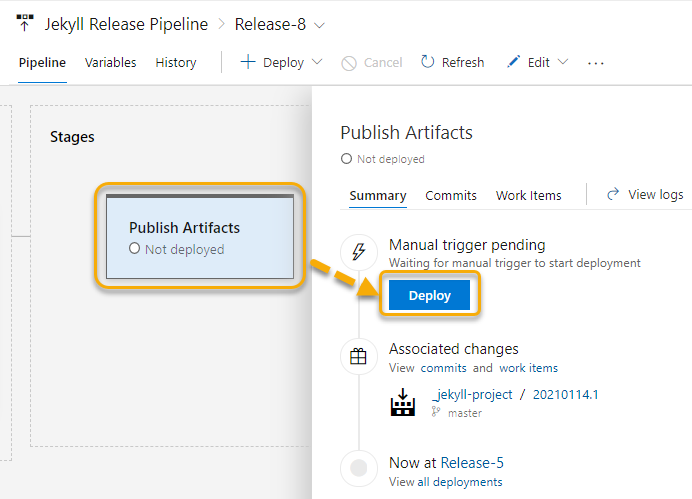 Jekyll Release Pipeline > Release-8
Pipeline Variables History + Deploy Cancel Refresh Edit ...
Stages
Publish Artifacts
Not deployed
Publish Artifacts
Not deployed
Summary Commits Work Items View logs
Manual trigger pending
Waiting for manual trigger to start deployment
Deploy
Associated changes
View commits and work items
_jekyll-project / 20210114.1
master
Now at Release-5
View all deployments